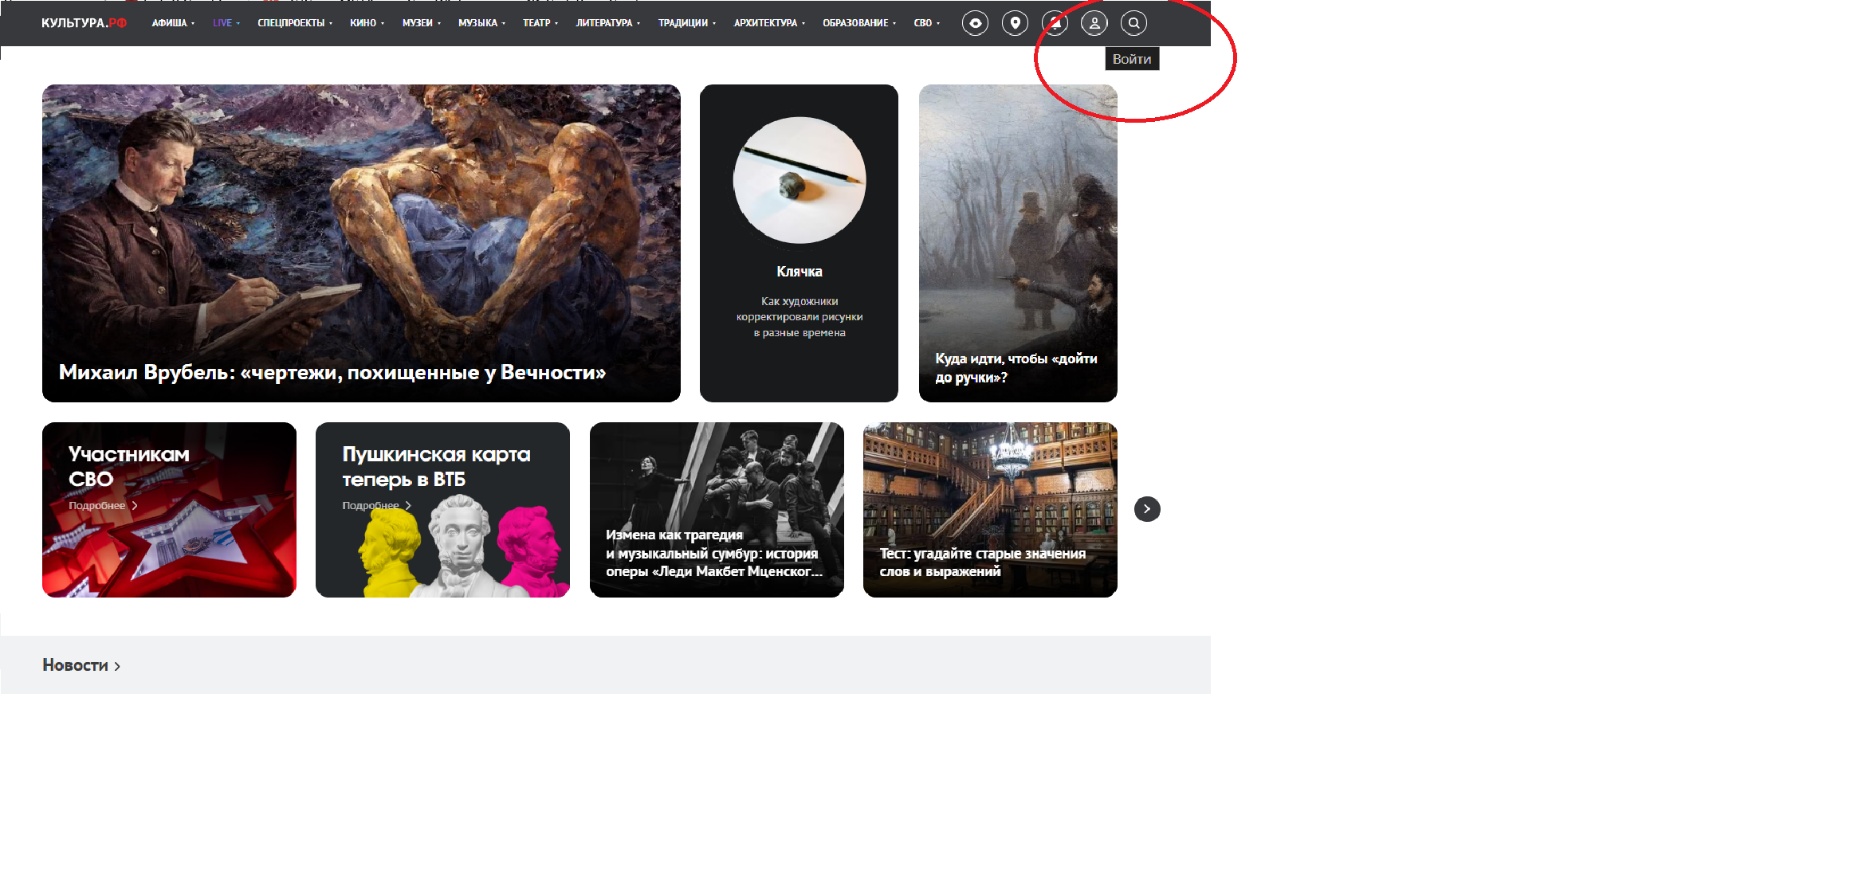 КУЛЬТУРА.РФ АФИША LIVE СПЕЦПРОЕКТЫ КИНО МУЗЕИ МУЗЫКА ТЕАТР ЛИТЕРАТУРА ТРАДИЦИИ АРХИТЕКТУРА ОБРАЗОВАНИЕ СВО
Войти
Михаил Врубель: «чертежи, похищенные у Вечности»
Клячка
Как художники
корректировали рисунки
в разные времена
Куда идти, чтобы «дойти
до ручки»?
Участникам
СВО
Подробнее
Пушкинская карта
теперь в ВТБ
Подробнее
Измена как трагедия
и музыкальный сумбур: история
оперы «Леди Макбет Мценског...
Тест: угадайте старые значения
слов и выражений
Новости